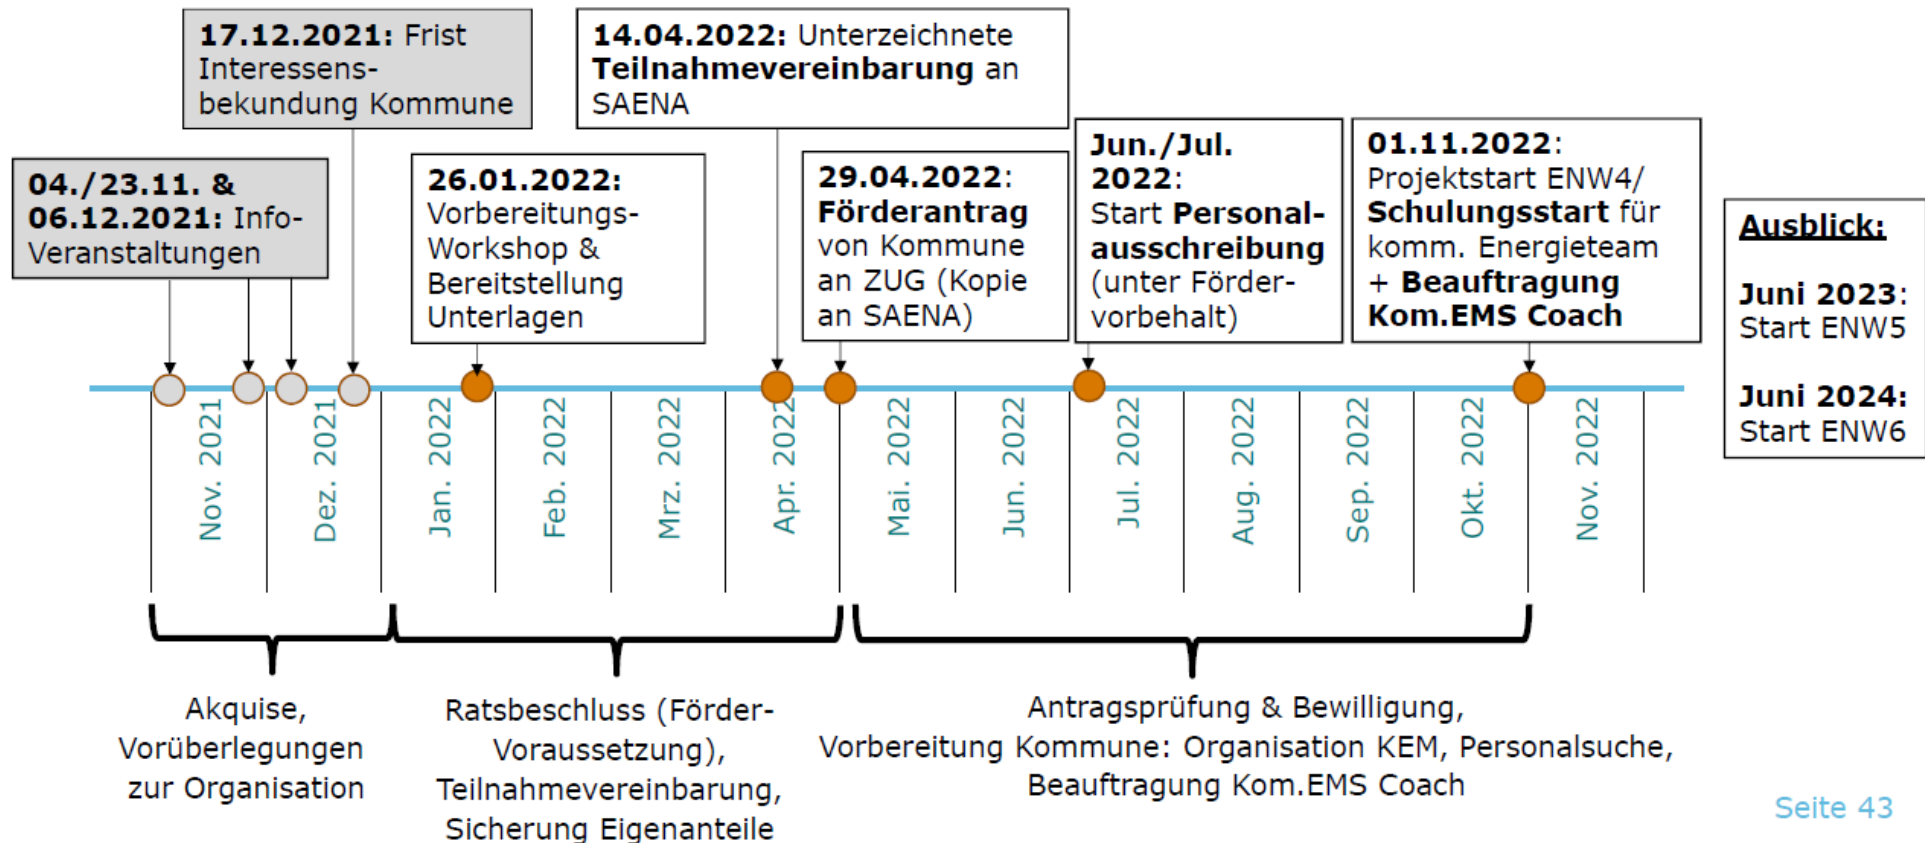 17.12.2021: Frist
Interessens-
bekundung Kommune
14.04.2022: Unterzeichnete
Teilnahmevereinbarung an
SAENA
04./23.11. &
06.12.2021: Info-
Veranstaltungen
26.01.2022:
Vorbereitungs-
Workshop &
Bereitstellung
Unterlagen
29.04.2022:
Förderantrag
von Kommune
an ZUG (Kopie
an SAENA)
Jun./Jul.
2022:
Start Personal-
ausschreibung
(unter Förder-
vorbehalt)
01.11.2022:
Projektstart ENW4/
Schulungsstart für
komm. Energieteam
+ Beauftragung
Kom.EMS Coach
Ausblick:
Juni 2023:
Start ENW5
Juni 2024:
Start ENW6
Nov. 2021
Dez. 2021
Jan. 2022
Feb. 2022
Mrz. 2022
Apr. 2022
Mai. 2022
Jun. 2022
Jul. 2022
Aug. 2022
Sep. 2022
Okt. 2022
Nov. 2022
Akquise,
Vorüberlegungen
zur Organisation
Ratsbeschluss (Förder-
Voraussetzung),
Teilnahmevereinbarung,
Sicherung Eigenanteile
Antragsprüfung & Bewilligung,
Vorbereitung Kommune: Organisation KEM, Personalsuche,
Beauftragung Kom.EMS Coach
Seite 43